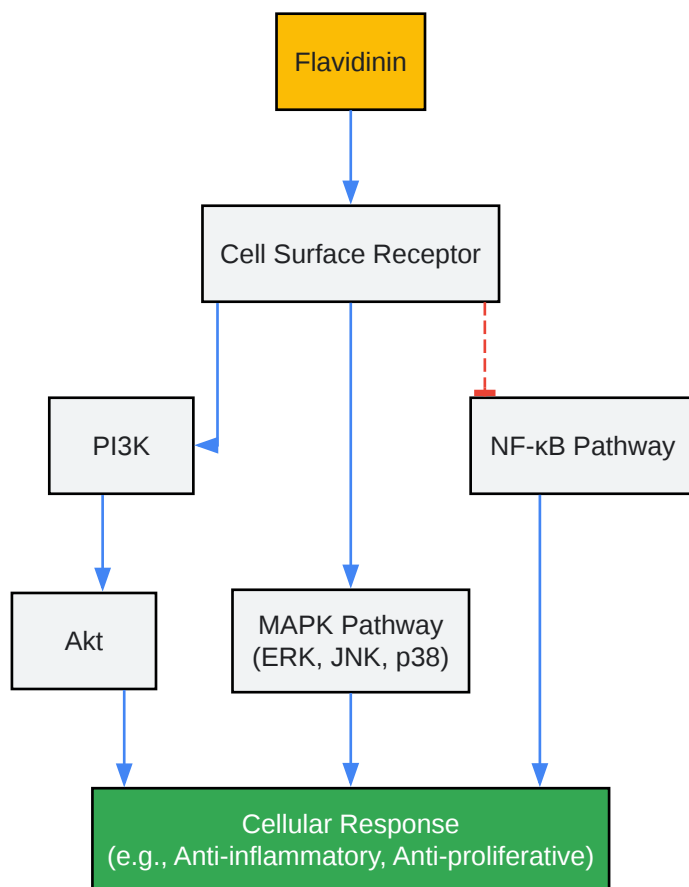 Flavidinin
Cell Surface Receptor
PI3K
NF-κB Pathway
Akt
MAPK Pathway
(ERK, JNK, p38)
Cellular Response
(e.g., Anti-inflammatory, Anti-proliferative)